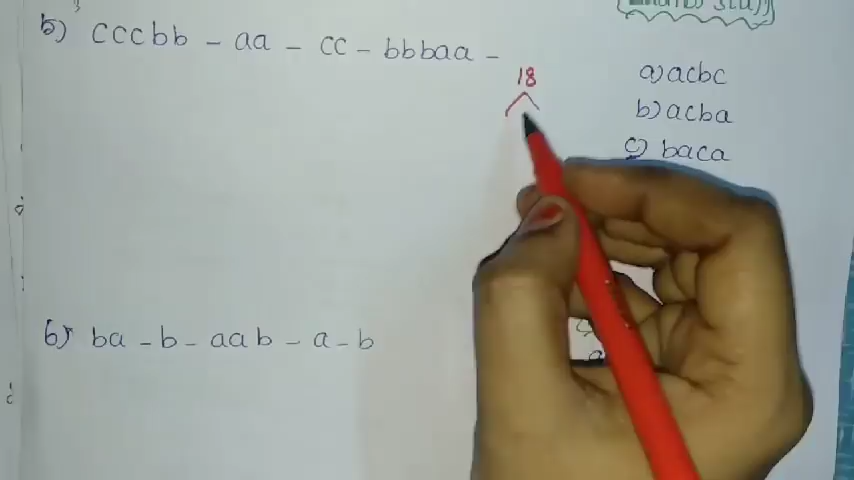 5) cccbb - aa - cc - bbbaa -
18
a) acbc
b) acba
c) baca
6) ba - b - aab - a - b